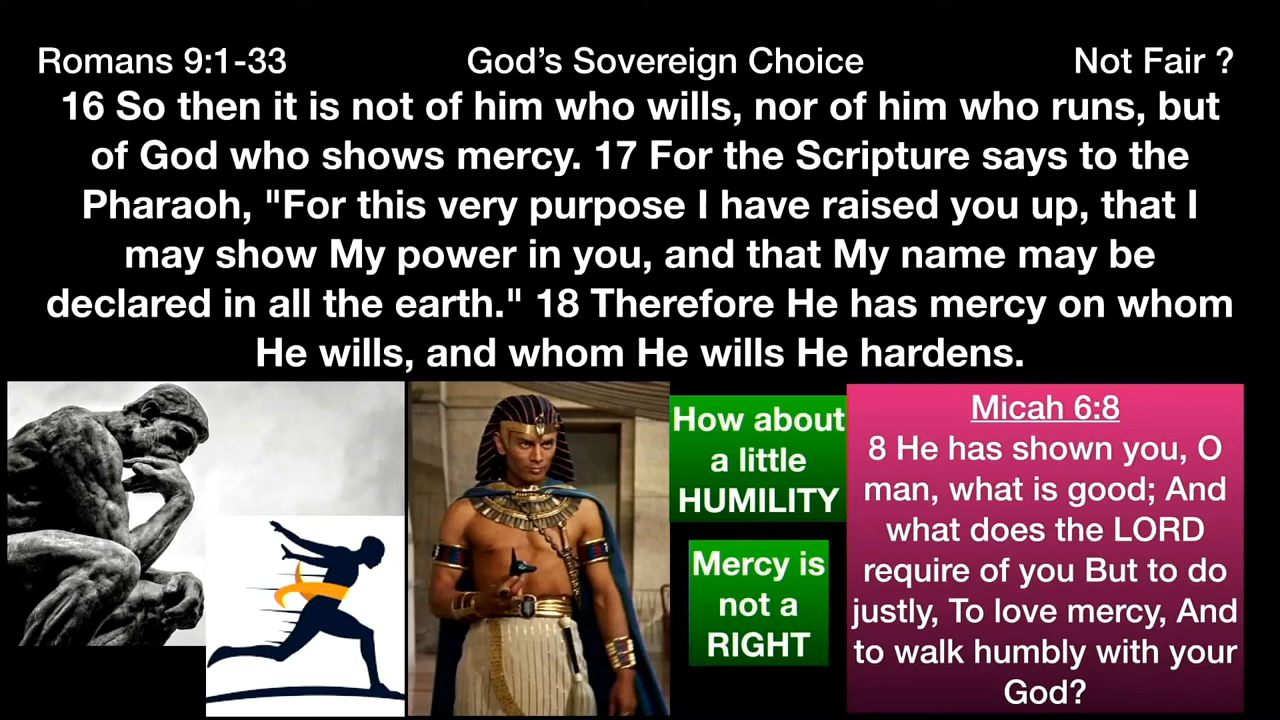 Romans 9:1-33 God’s Sovereign Choice Not Fair ?
16 So then it is not of him who wills, nor of him who runs, but
of God who shows mercy. 17 For the Scripture says to the
Pharaoh, "For this very purpose I have raised you up, that I
may show My power in you, and that My name may be
declared in all the earth." 18 Therefore He has mercy on whom
He wills, and whom He wills He hardens.
How about
a little
HUMILITY
Mercy is
not a
RIGHT
Micah 6:8
8 He has shown you, O
man, what is good; And
what does the LORD
require of you But to do
justly, To love mercy, And
to walk humbly with your
God?